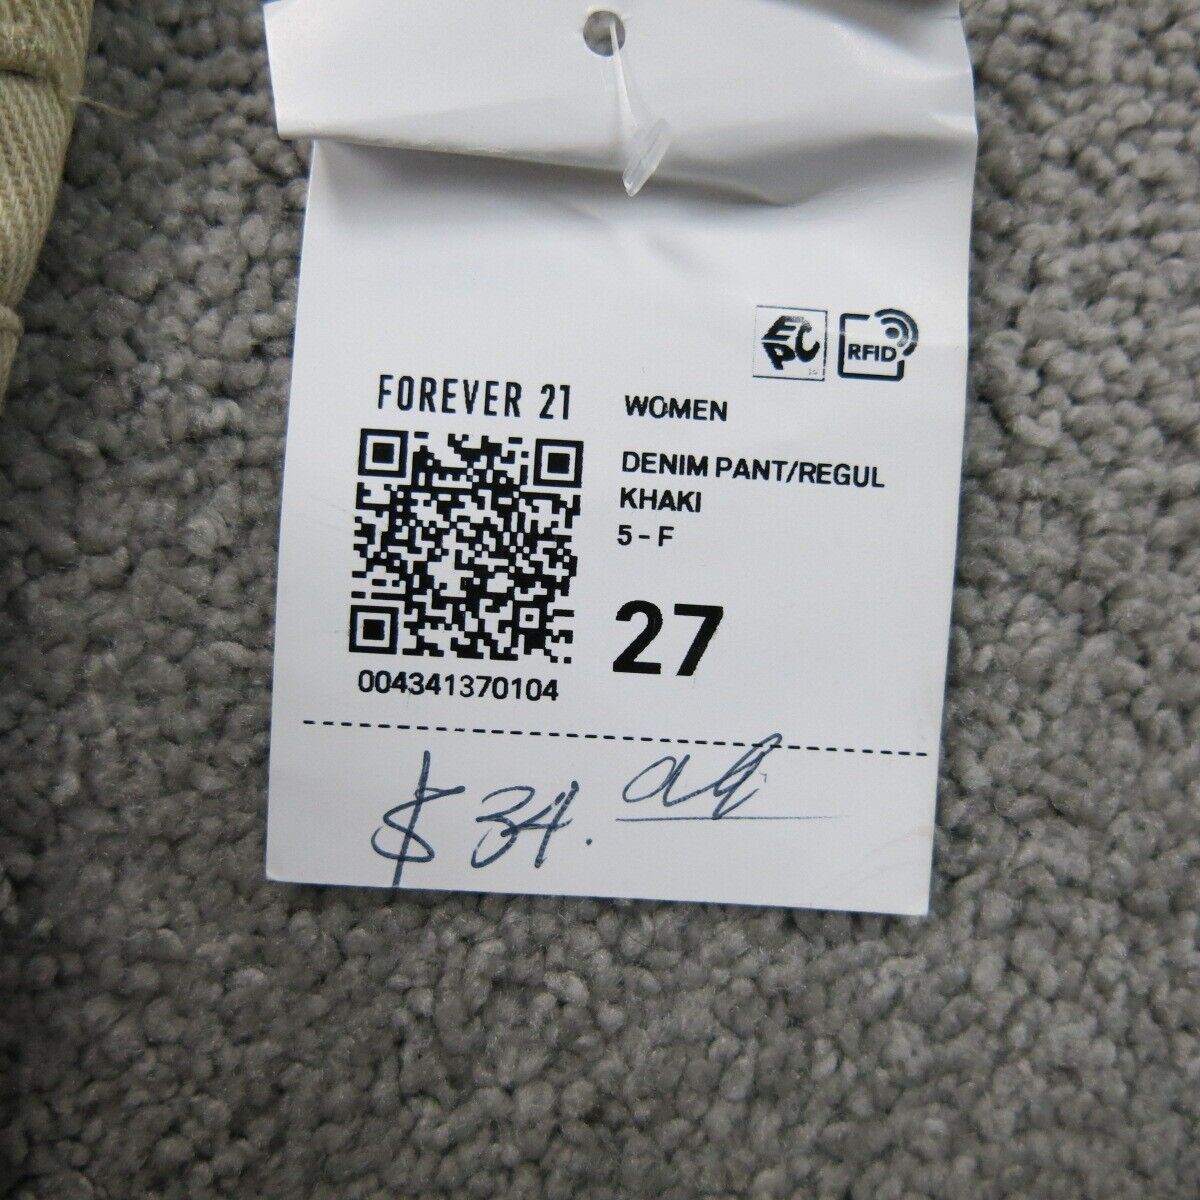 EPC
RFID
FOREVER 21
WOMEN
DENIM PANT/REGUL
KHAKI
5 - F
27
004341370104
$ 34.